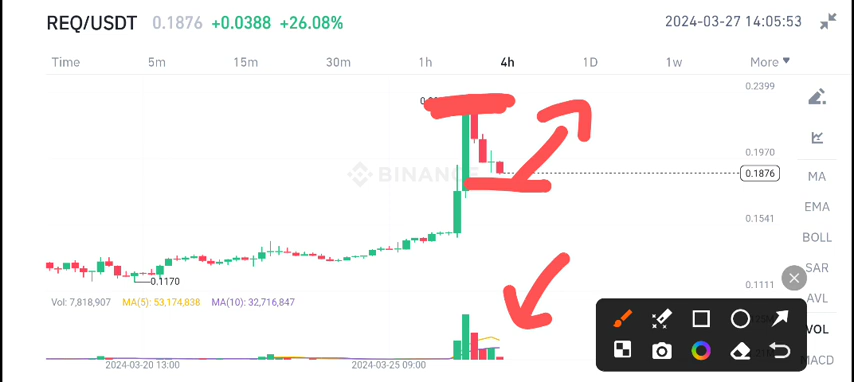 REQ/USDT 0.1876 +0.0388 +26.08% 2024-03-27 14:05:53
Time 5m 15m 30m 1h 4h 1D 1w More
0.2399
0.1970
BINANCE
0.1876
MA
EMA
0.1541
BOLL
SAR
0.1170
0.1111
AVL
Vol: 7,818,907 MA(5): 53,174,838 MA(10): 32,716,847
VOL
MACD
2024-03-20 13:00 2024-03-25 09:00